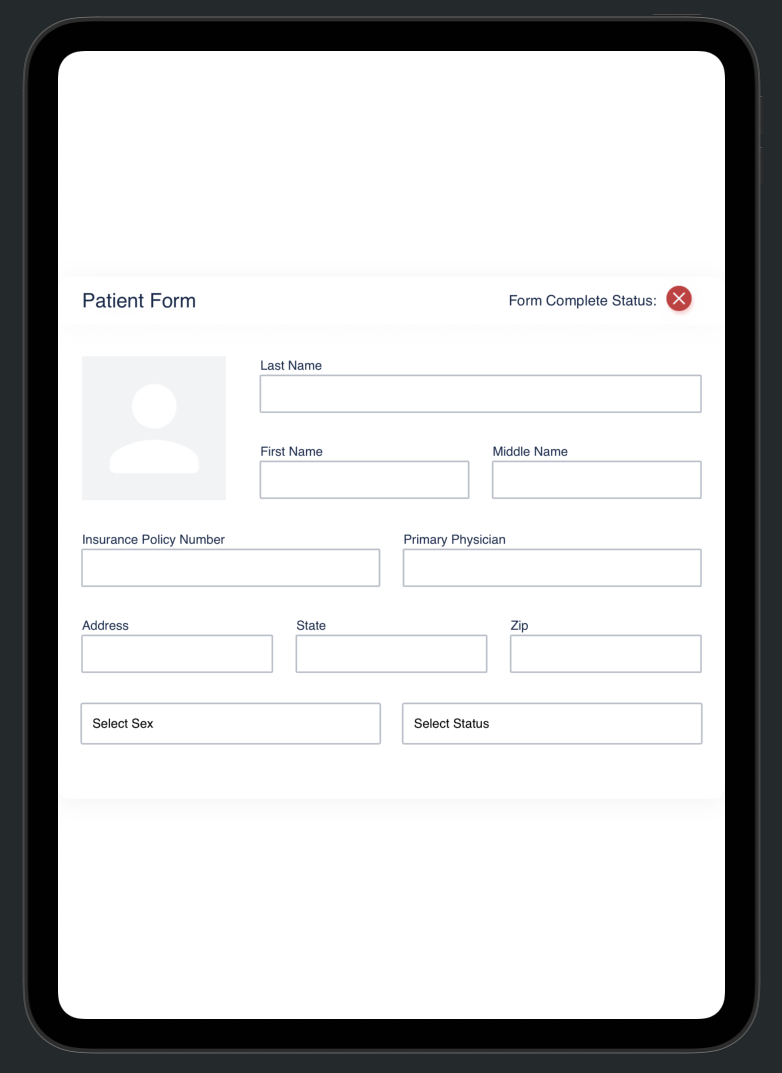 Patient Form
Form Complete Status:
Last Name
First Name
Middle Name
Insurance Policy Number
Primary Physician
Address
State
Zip
Select Sex
Select Status